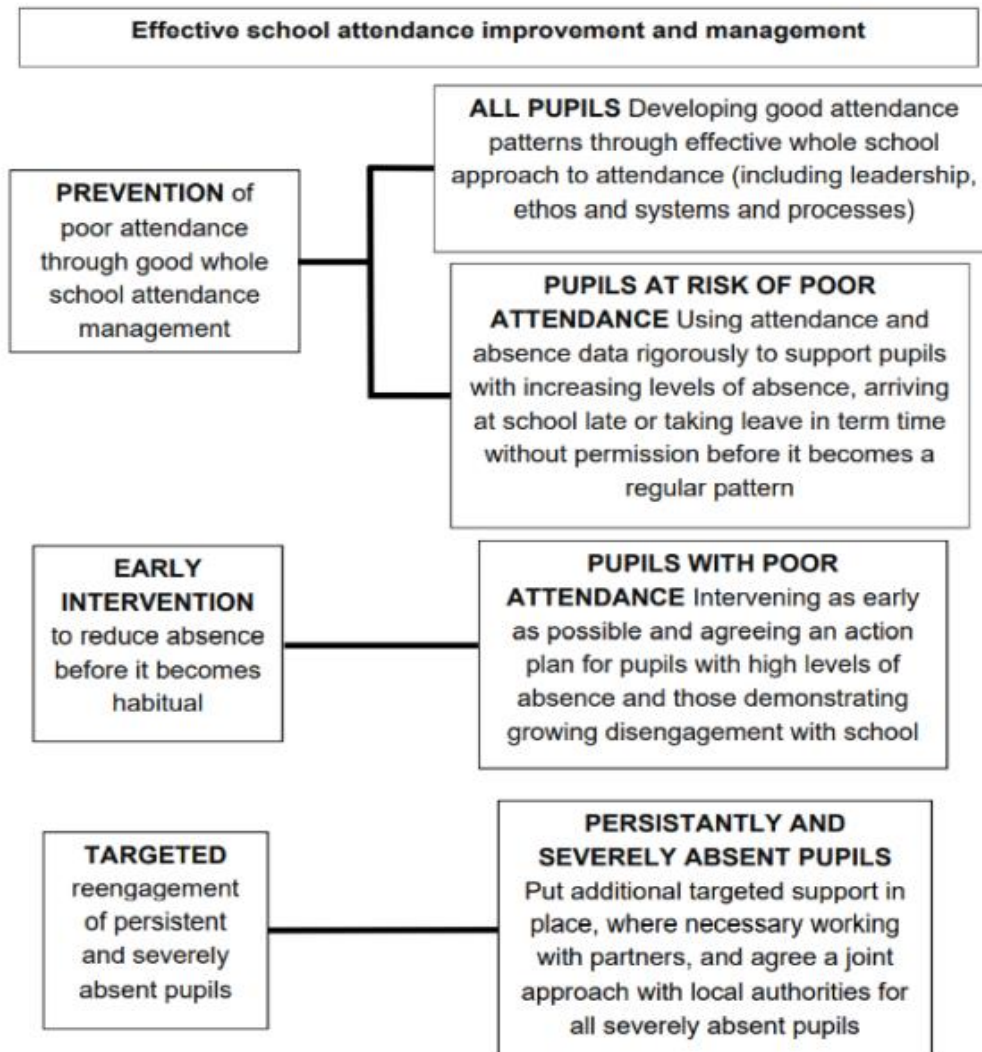 Effective school attendance improvement and management
PREVENTION of
poor attendance
through good whole
school attendance
management
ALL PUPILS Developing good attendance
patterns through effective whole school
approach to attendance (including leadership,
ethos and systems and processes)
PUPILS AT RISK OF POOR
ATTENDANCE Using attendance and
absence data rigorously to support pupils
with increasing levels of absence, arriving
at school late or taking leave in term time
without permission before it becomes a
regular pattern
EARLY
INTERVENTION
to reduce absence
before it becomes
habitual
PUPILS WITH POOR
ATTENDANCE Intervening as early
as possible and agreeing an action
plan for pupils with high levels of
absence and those demonstrating
growing disengagement with school
TARGETED
reengagement
of persistent
and severely
absent pupils
PERSISTANTLY AND
SEVERELY ABSENT PUPILS
Put additional targeted support in
place, where necessary working
with partners, and agree a joint
approach with local authorities for
all severely absent pupils